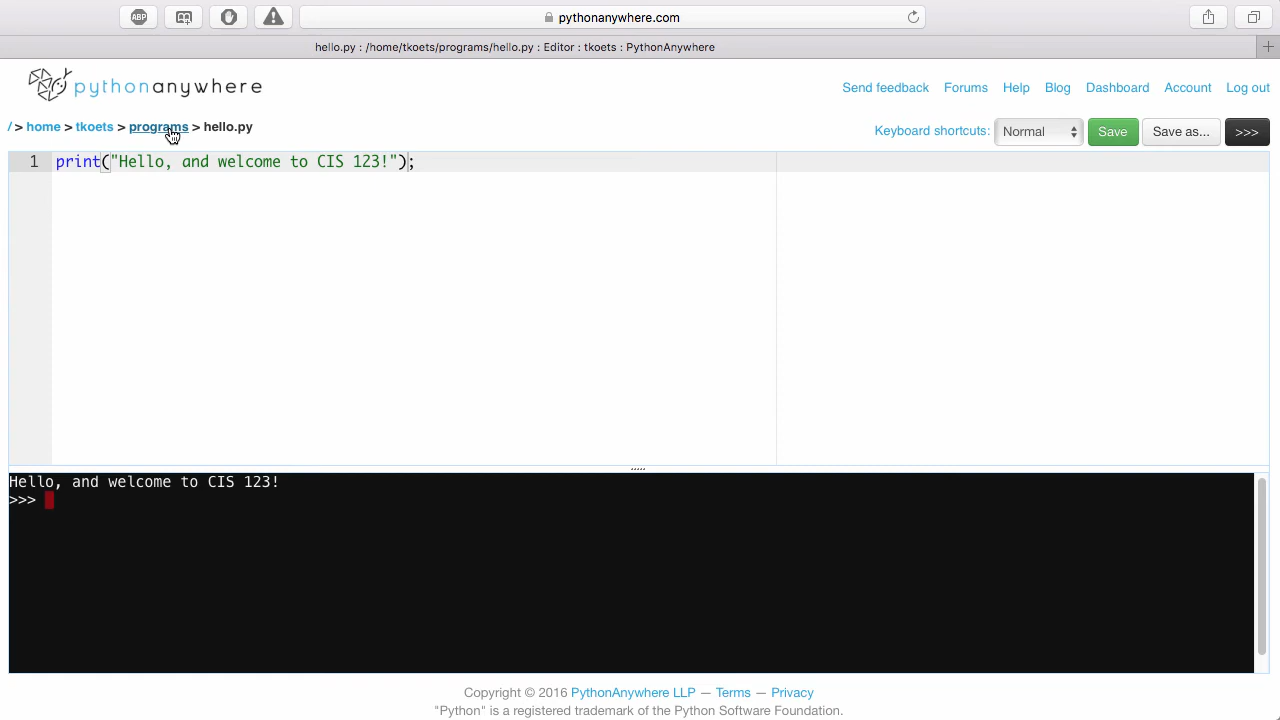 ABP
pythonanywhere.com
hello.py : /home/tkoets/programs/hello.py : Editor : tkoets : PythonAnywhere
pythonanywhere
Send feedback Forums Help Blog Dashboard Account Log out
/ > home > tkoets > programs > hello.py
Keyboard shortcuts: Normal Save Save as... >>>
1 print("Hello, and welcome to CIS 123!");
Hello, and welcome to CIS 123!
>>>
Copyright © 2016 PythonAnywhere LLP — Terms — Privacy
"Python" is a registered trademark of the Python Software Foundation.